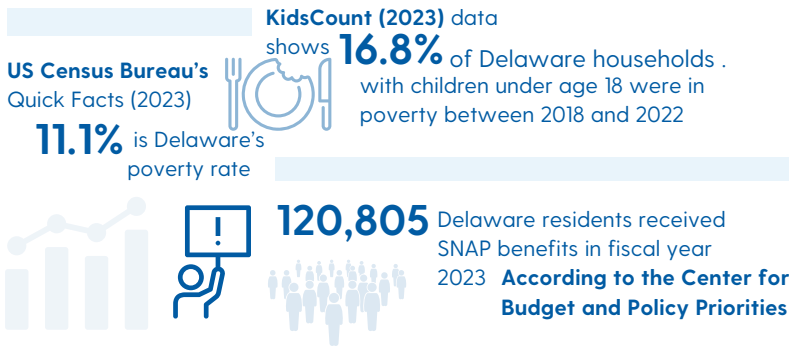 KidsCount (2023) data
shows 16.8% of Delaware households .
with children under age 18 were in
poverty between 2018 and 2022
US Census Bureau's
Quick Facts (2023)
11.1% is Delaware's
poverty rate
!
120,805 Delaware residents received
SNAP benefits in fiscal year
2023 According to the Center for
Budget and Policy Priorities